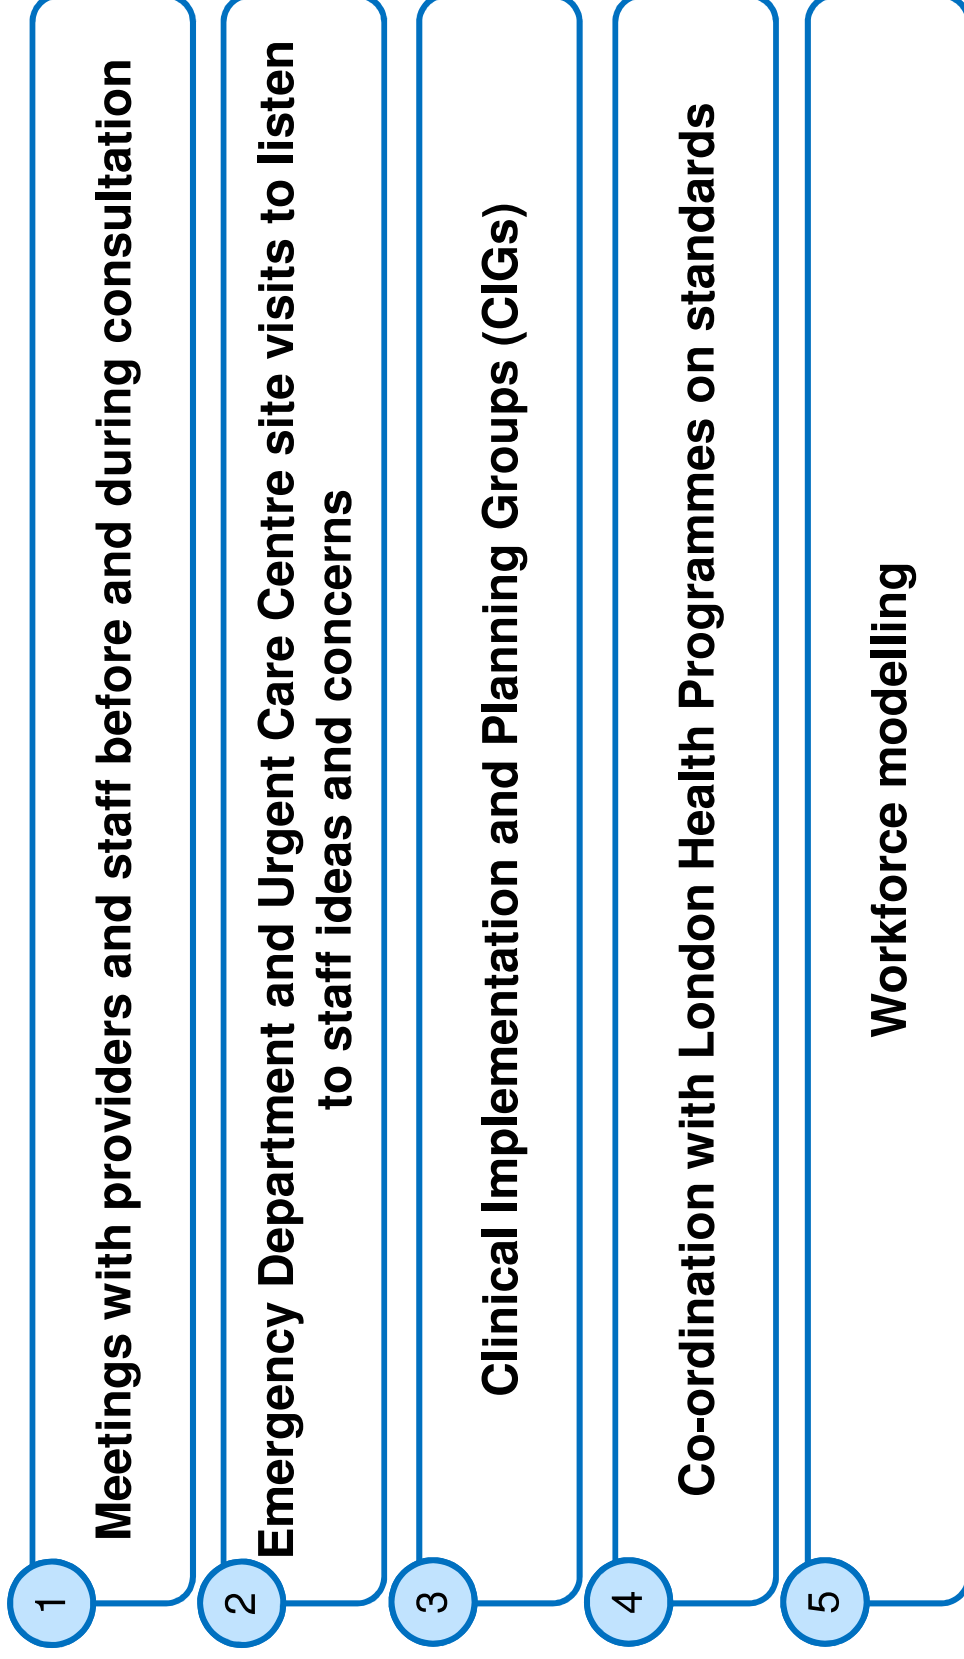 1
Meetings with providers and staff before and during consultation
2
Emergency Department and Urgent Care Centre site visits to listen
to staff ideas and concerns
3
Clinical Implementation and Planning Groups (CIGs)
4
Co-ordination with London Health Programmes on standards
5
Workforce modelling